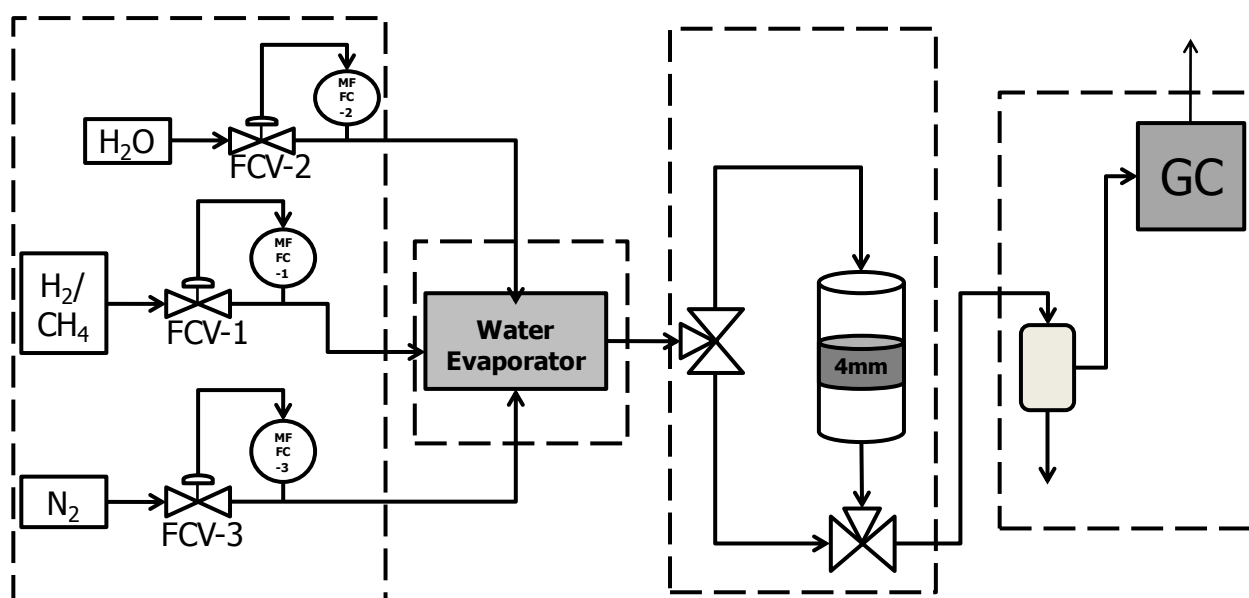 MF
FC
-2
H₂O
FCV-2
MF
FC
-1
H₂/
CH₄
FCV-1
Water
Evaporator
MF
FC
-3
N₂
FCV-3
4mm
GC